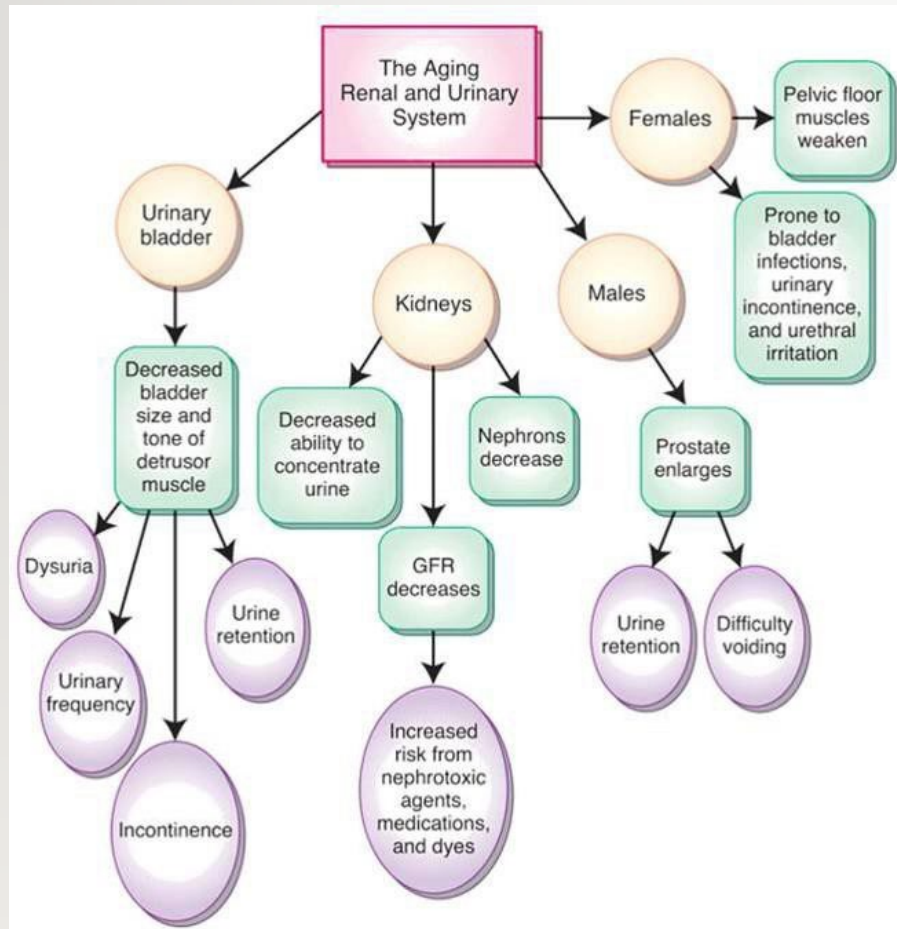 The Aging
Renal and Urinary
System
Females
Pelvic floor
muscles
weaken
Urinary
bladder
Prone to
bladder
infections,
urinary
incontinence,
and urethral
irritation
Kidneys
Males
Decreased
bladder
size and
tone of
detrusor
muscle
Decreased
ability to
concentrate
urine
Nephrons
decrease
Prostate
enlarges
Dysuria
Urinary
frequency
Incontinence
Urine
retention
GFR
decreases
Increased
risk from
nephrotoxic
agents,
medications,
and dyes
Urine
retention
Difficulty
voiding